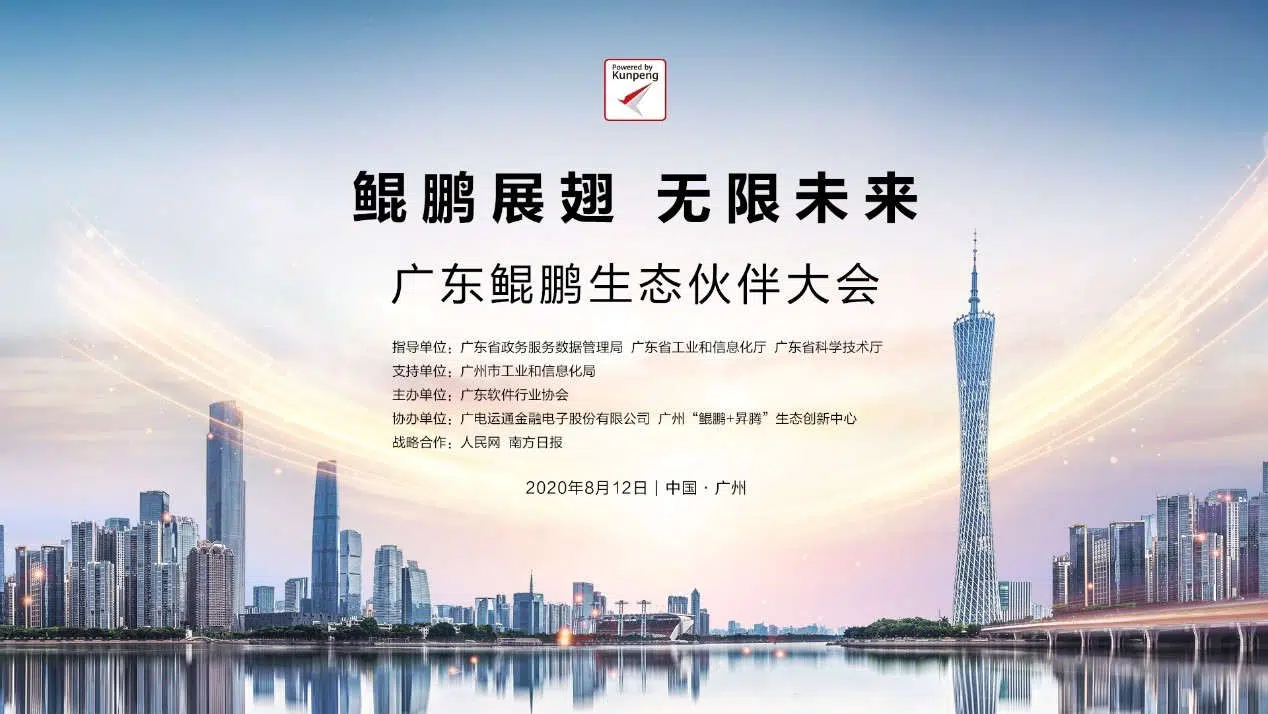 Powered by
Kunpeng
鲲鹏展翅 无限未来
广东鲲鹏生态伙伴大会
指导单位：广东省政务服务数据管理局 广东省工业和信息化厅 广东省科学技术厅
支持单位：广州市工业和信息化局
主办单位：广东软件行业协会
协办单位：广电运通金融电子股份有限公司 广州“鲲鹏+昇腾”生态创新中心
战略合作：人民网 南方日报
2020年8月12日｜中国·广州